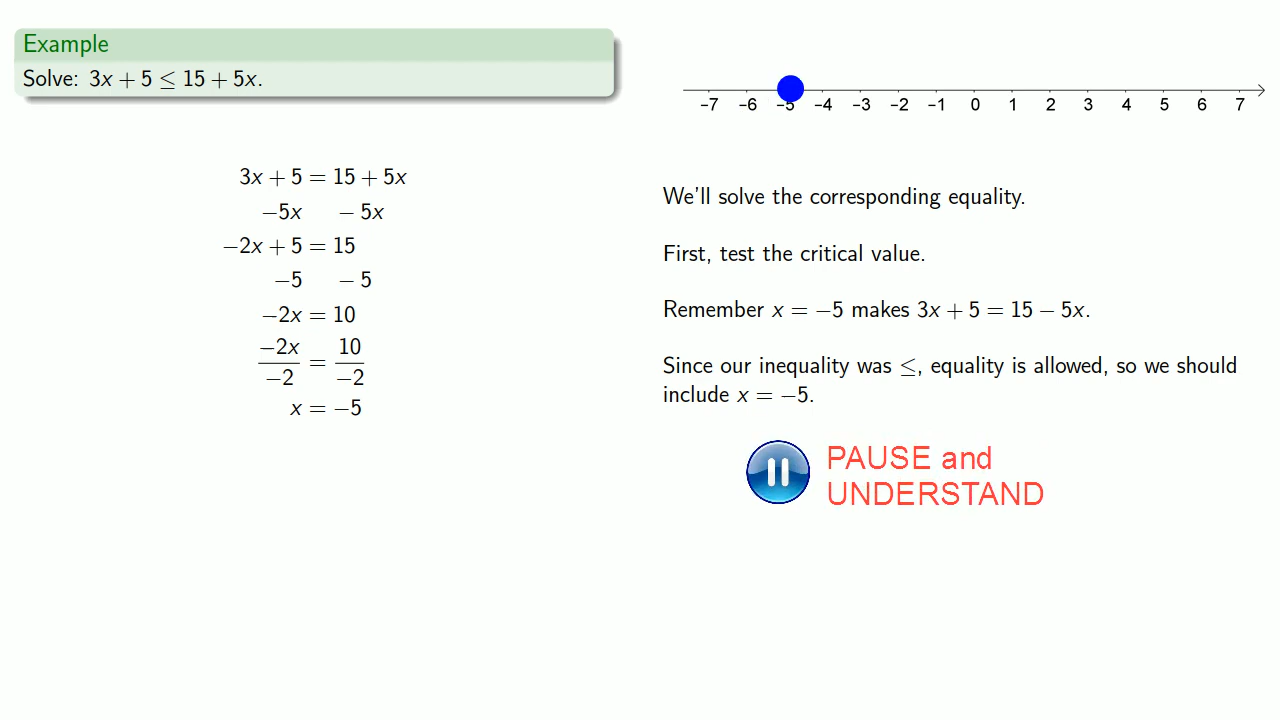 Example
Solve: 3x + 5 ≤ 15 + 5x.
-7 -6 -5 -4 -3 -2 -1 0 1 2 3 4 5 6 7
3x + 5 = 15 + 5x
−5x − 5x
−2x + 5 = 15
−5 − 5
−2x = 10
−2x/−2 = 10/−2
x = −5
We'll solve the corresponding equality.
First, test the critical value.
Remember x = −5 makes 3x + 5 = 15 − 5x.
Since our inequality was ≤, equality is allowed, so we should
include x = −5.
PAUSE and
UNDERSTAND